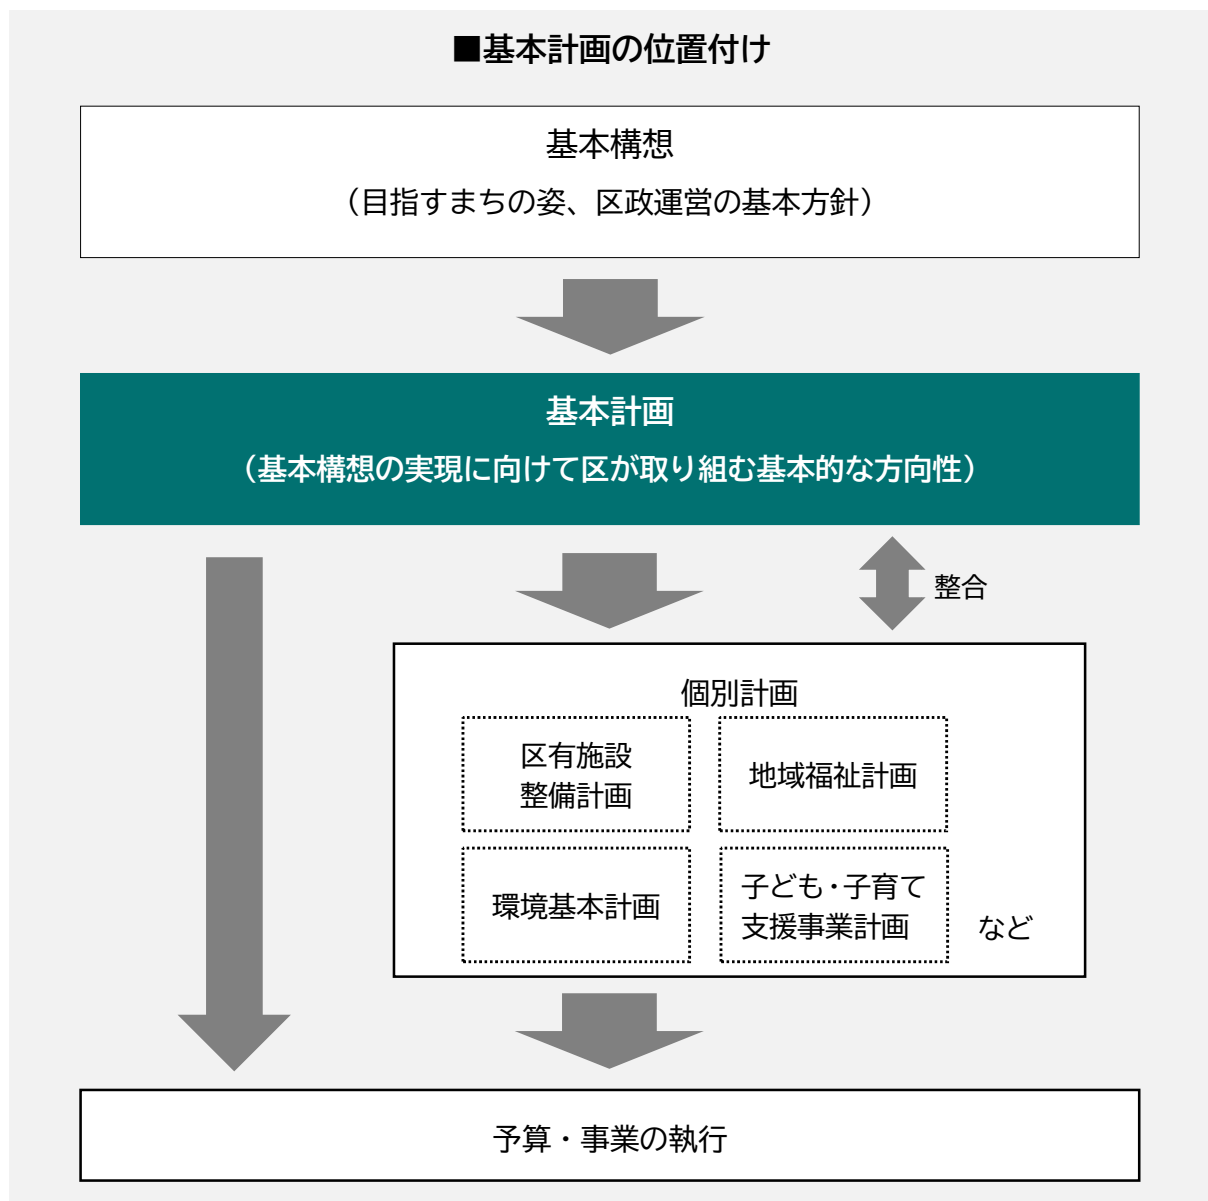 ■基本計画の位置付け
基本構想
（目指すまちの姿、区政運営の基本方針）
基本計画
（基本構想の実現に向けて区が取り組む基本的な方向性）
整合
個別計画
区有施設
整備計画
地域福祉計画
環境基本計画
子ども・子育て
支援事業計画
など
予算・事業の執行